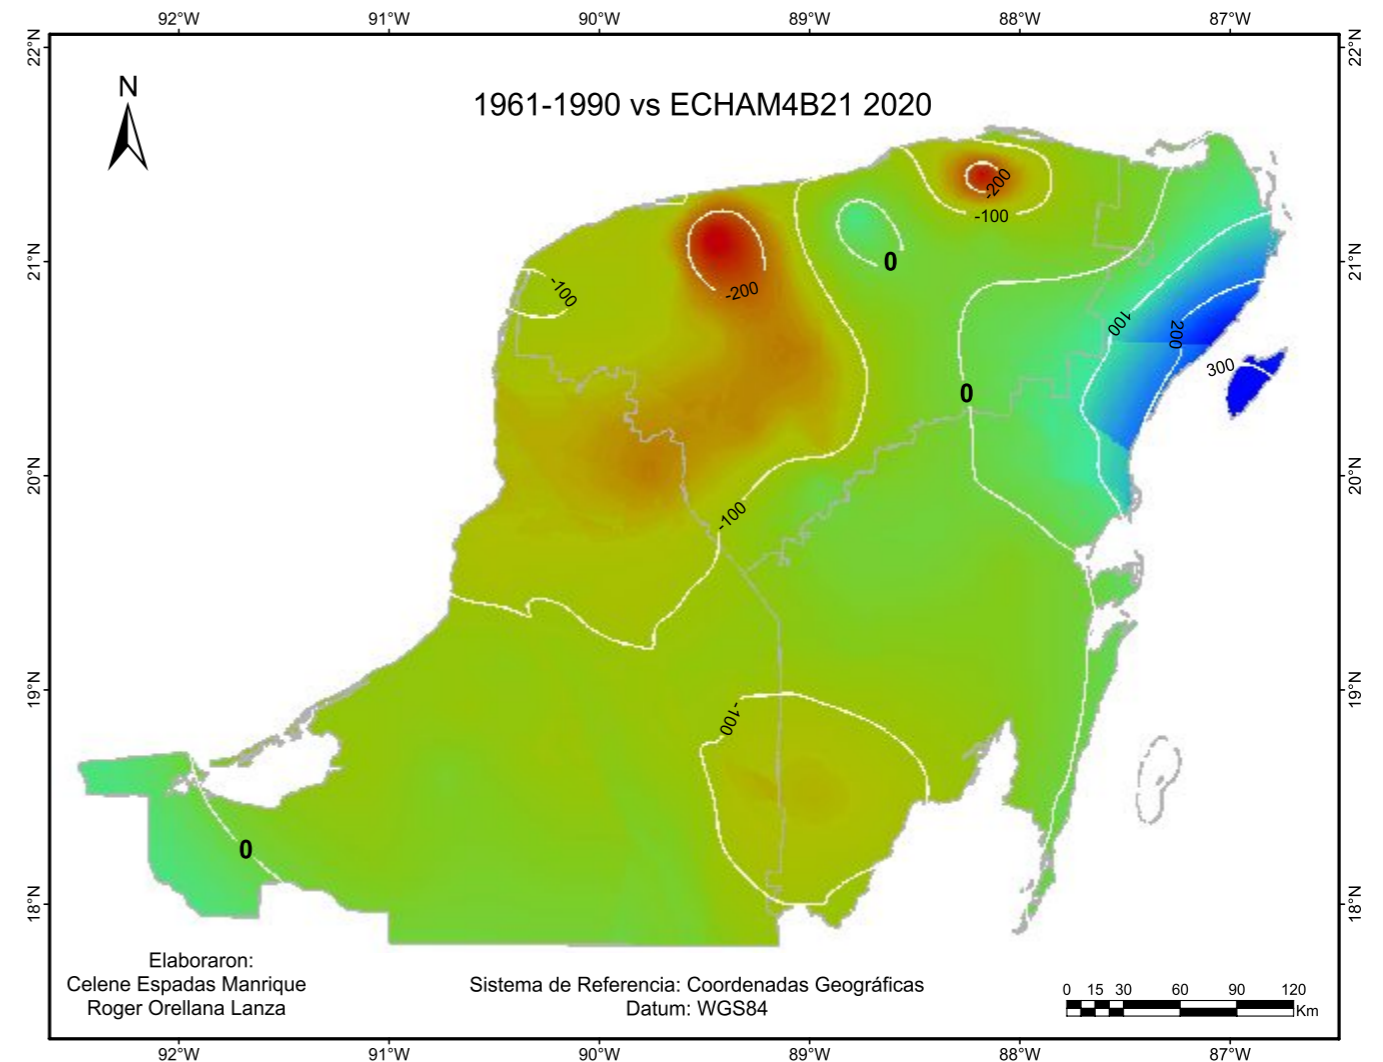 92°W 91°W 90°W 89°W 88°W 87°W
22°N 22°N
N
1961-1990 vs ECHAM4B21 2020
-200
-100
21°N 0 21°N
-100
-200
100
200
300
0
20°N 20°N
-100
19°N 19°N
-100
0
18°N 18°N
Elaboraron:
Celene Espadas Manrique
Roger Orellana Lanza
Sistema de Referencia: Coordenadas Geográficas
Datum: WGS84
0 15 30 60 90 120
Km
92°W 91°W 90°W 89°W 88°W 87°W